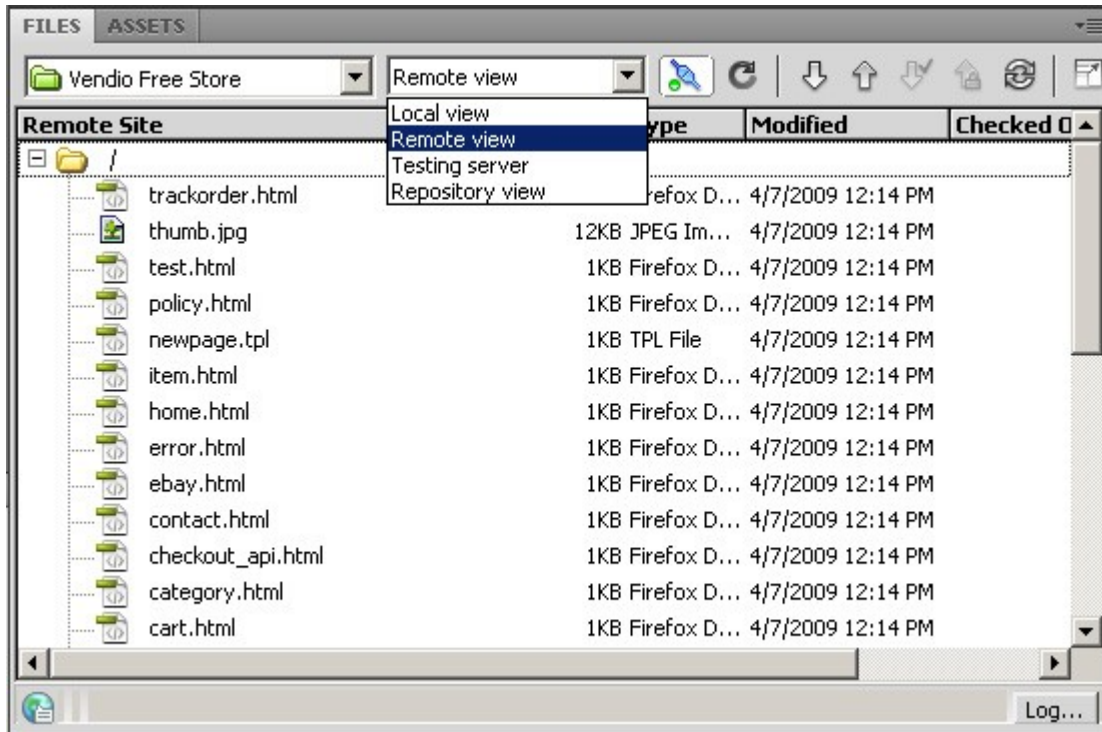 FILES ASSETS
Vendio Free Store Remote view
Local view
Remote view
Testing server
Repository view
Remote Site ype Modified Checked O
/
trackorder.html refox D... 4/7/2009 12:14 PM
thumb.jpg 12KB JPEG Im... 4/7/2009 12:14 PM
test.html 1KB Firefox D... 4/7/2009 12:14 PM
policy.html 1KB Firefox D... 4/7/2009 12:14 PM
newpage.tpl 1KB TPL File 4/7/2009 12:14 PM
item.html 1KB Firefox D... 4/7/2009 12:14 PM
home.html 1KB Firefox D... 4/7/2009 12:14 PM
error.html 1KB Firefox D... 4/7/2009 12:14 PM
ebay.html 1KB Firefox D... 4/7/2009 12:14 PM
contact.html 1KB Firefox D... 4/7/2009 12:14 PM
checkout_api.html 1KB Firefox D... 4/7/2009 12:14 PM
category.html 1KB Firefox D... 4/7/2009 12:14 PM
cart.html 1KB Firefox D... 4/7/2009 12:14 PM
Log...